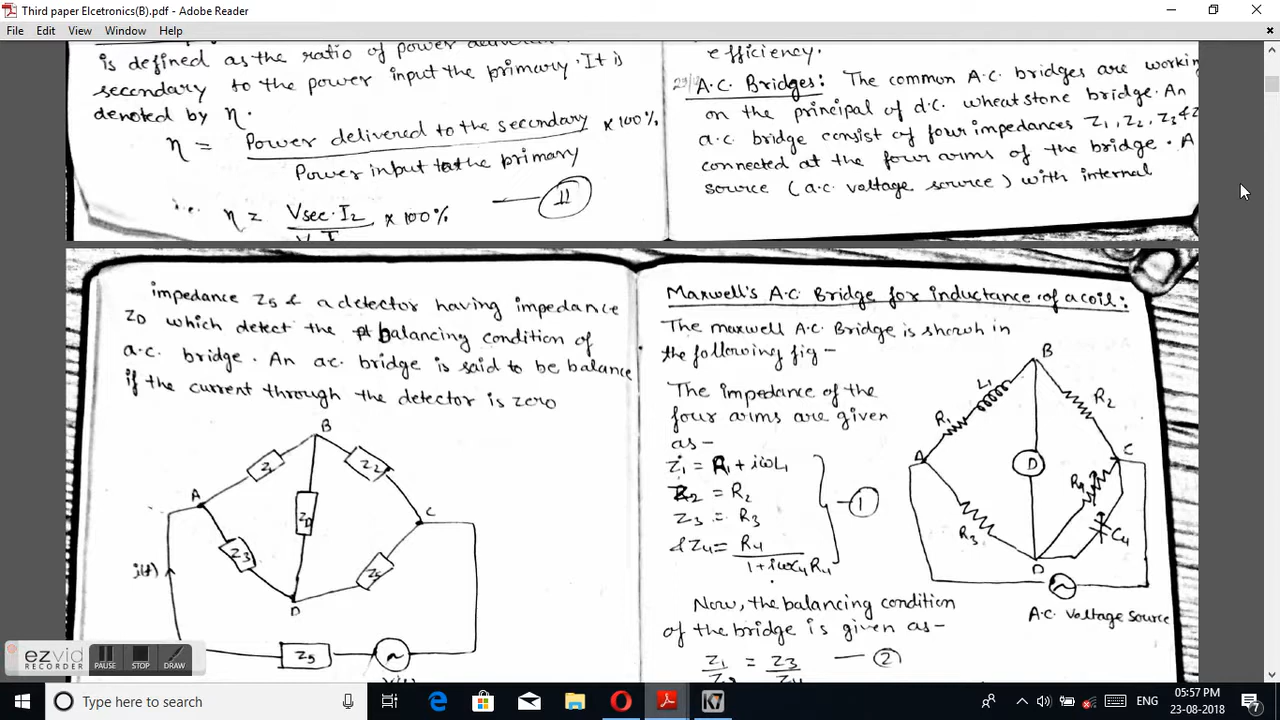 Third paper Elcetronics(B).pdf - Adobe Reader
File Edit View Window Help
is defined as the ratio of power
secondary to the power input the primary. It is
denoted by η.
η = Power delivered to the secondary × 100%
Power input to the primary
i.e. η = Vsec. I2 × 100% — 11
efficiency.
A.C. Bridges: The common A.C. bridges are workin
on the principal of d.C. wheatstone bridge. An
a.c. bridge consist of four impedances Z1, Z2, Z3 &
connected at the four arms of the bridge. A
source (a.c. voltage source) with internal
impedance Z5 & a detector having impedance
ZD which detect the balancing condition of
a.c. bridge. An ac. bridge is said to be balance
if the current through the detector is zero
B
Z1
Z2
A
C
ZD
Z3
i(t)
D
Z5
Maxwell's A.C. Bridge for inductance of a coil:
The maxwell A.C. Bridge is shown in
the following fig -
The impedance of the
four arms are given
as -
Z1 = R1 + iωL1
Z2 = R2
Z3 = R3
& Z4 = R4
1+iωC4 R4
— 1
B
L1
R1
R2
A
C
D
R4
R3
C4
D
A.C. Voltage source
Now, the balancing condition
of the bridge is given as -
Z1 = Z3 — 2
ezvid
RECORDER
PAUSE STOP DRAW
Type here to search
ENG
05:57 PM
23-08-2018
7